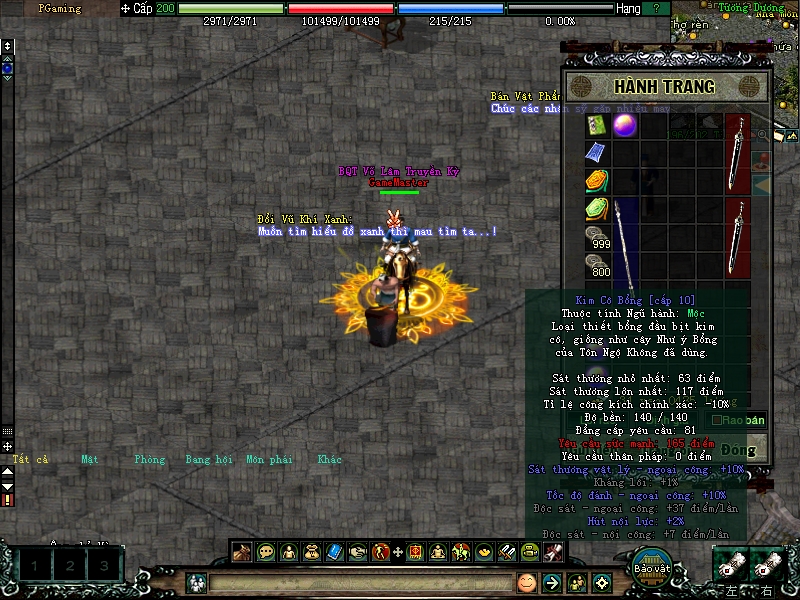 PGaming
Cấp 200
Hạng ?
2971/2971
101499/101499
215/215
0.00%
Tương Dương
HÀNH TRANG
Bán Vật Phẩm
Chúc các nhân sỹ gặp nhiều may
BQT Võ Lâm Truyền Kỳ
GameMaster
Đổi Vũ Khí Xanh:
Muốn tìm hiểu đồ xanh thì mau tìm ta...!
999
800
Kim Cô Bổng [cấp 10]
Thuộc tính Ngũ hành: Mộc
Loại thiết bổng đầu bịt kim
cô, giống như cây Như ý Bổng
của Tôn Ngộ Không đã dùng.
Sát thương nhỏ nhất: 63 điểm
Sát thương lớn nhất: 117 điểm
Tỉ lệ công kích chính xác: -10%
Độ bền: 140 / 140
Đẳng cấp yêu cầu: 81
Yêu cầu sức mạnh: 165 điểm
Yêu cầu thân pháp: 0 điểm
Sát thương vật lý - ngoại công: +10%
Kháng lôi: +1%
Tốc độ đánh - ngoại công: +10%
Độc sát - ngoại công: +37 điểm/lần
Hút nội lực: +2%
Độc sát - nội công: +7 điểm/lần
Rao bán
Đóng
Tất cả
Mật
Phòng
Bang hội
Môn phái
Khác
1
2
3
Bảo vật
左
右